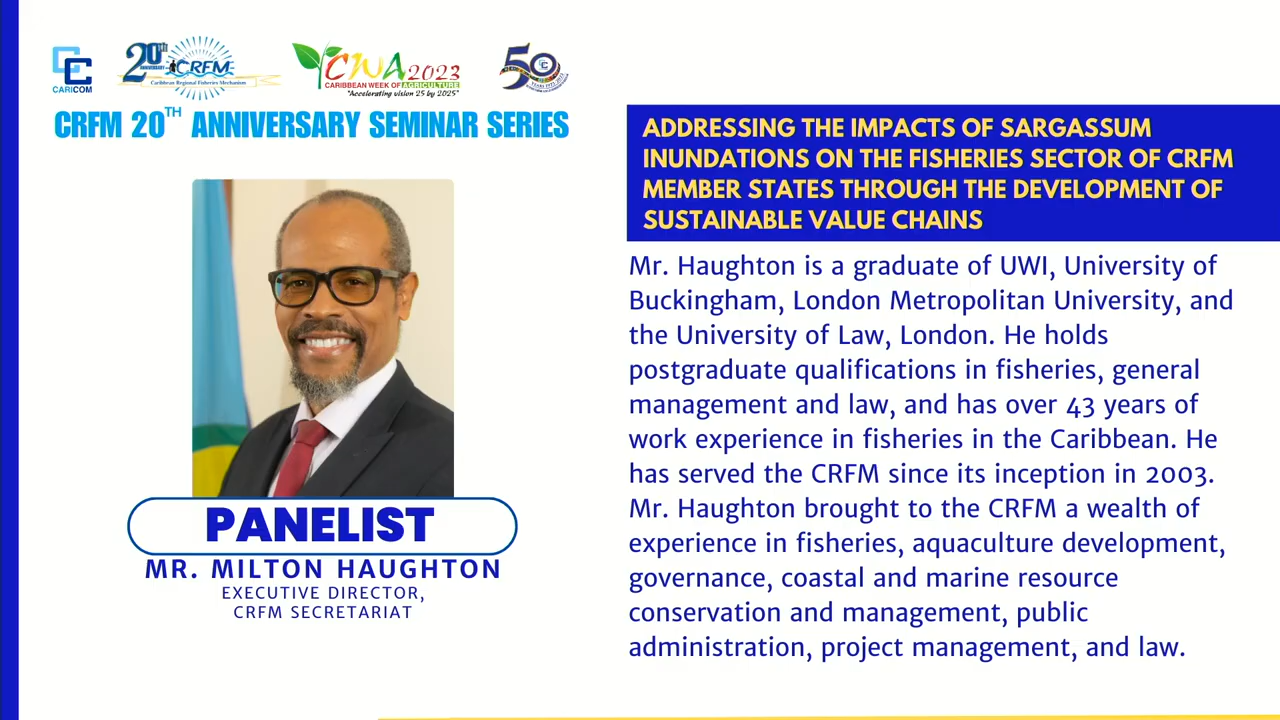 CARICOM
20th
ANNIVERSARY
CRFM
Caribbean Regional Fisheries Mechanism
CWA 2023
CARIBBEAN WEEK OF AGRICULTURE
"Accelerating vision 25 by 2025"
50
CRFM 20TH ANNIVERSARY SEMINAR SERIES
PANELIST
MR. MILTON HAUGHTON
EXECUTIVE DIRECTOR,
CRFM SECRETARIAT
ADDRESSING THE IMPACTS OF SARGASSUM
INUNDATIONS ON THE FISHERIES SECTOR OF CRFM
MEMBER STATES THROUGH THE DEVELOPMENT OF
SUSTAINABLE VALUE CHAINS
Mr. Haughton is a graduate of UWI, University of
Buckingham, London Metropolitan University, and
the University of Law, London. He holds
postgraduate qualifications in fisheries, general
management and law, and has over 43 years of
work experience in fisheries in the Caribbean. He
has served the CRFM since its inception in 2003.
Mr. Haughton brought to the CRFM a wealth of
experience in fisheries, aquaculture development,
governance, coastal and marine resource
conservation and management, public
administration, project management, and law.